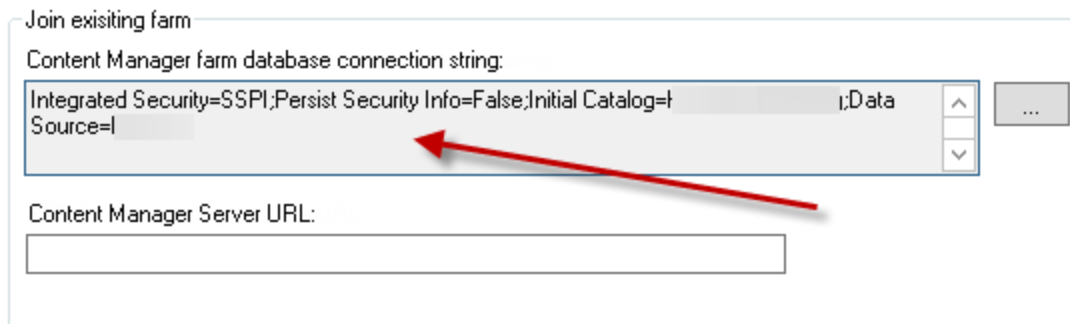 Join exisiting farm
Content Manager farm database connection string:
Integrated Security=SSPI;Persist Security Info=False;Initial Catalog= ;Data
Source=
...
Content Manager Server URL: